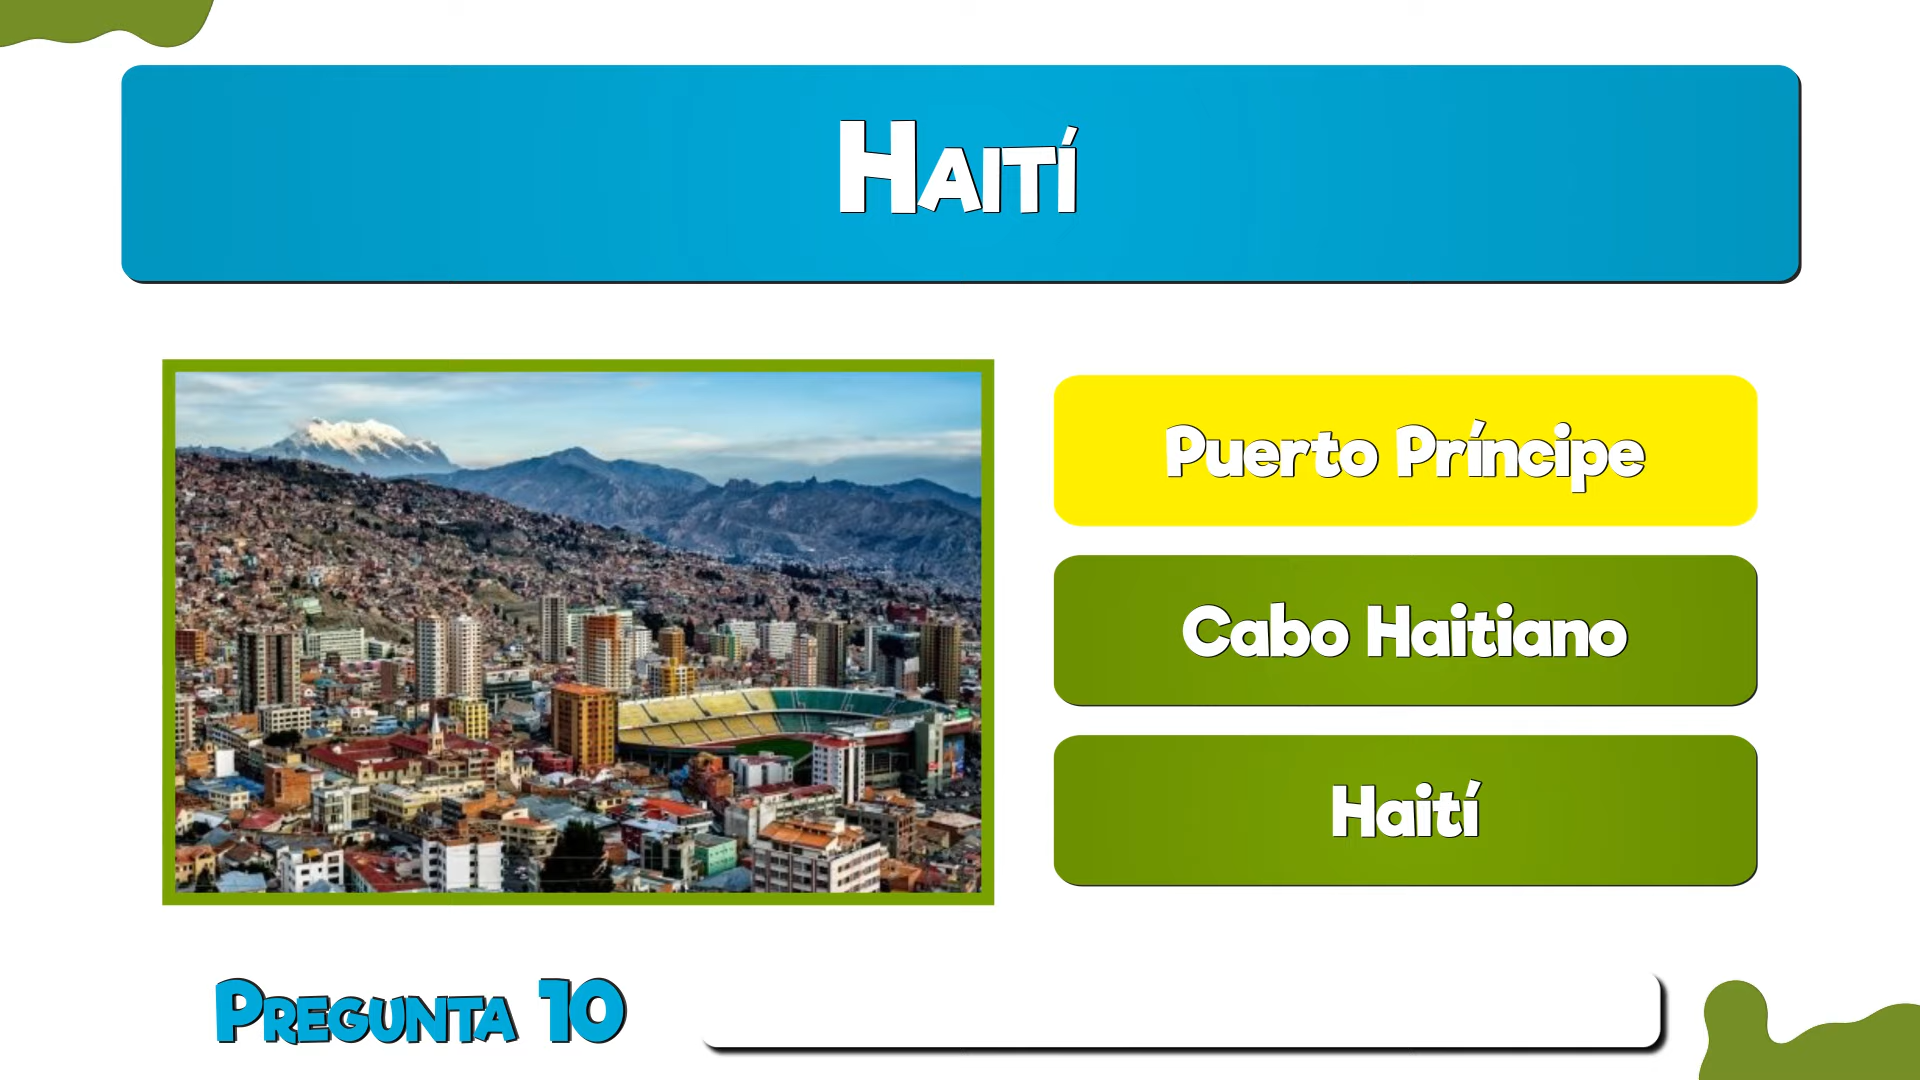 Haití
Puerto Príncipe
Cabo Haitiano
Haití
Pregunta 10